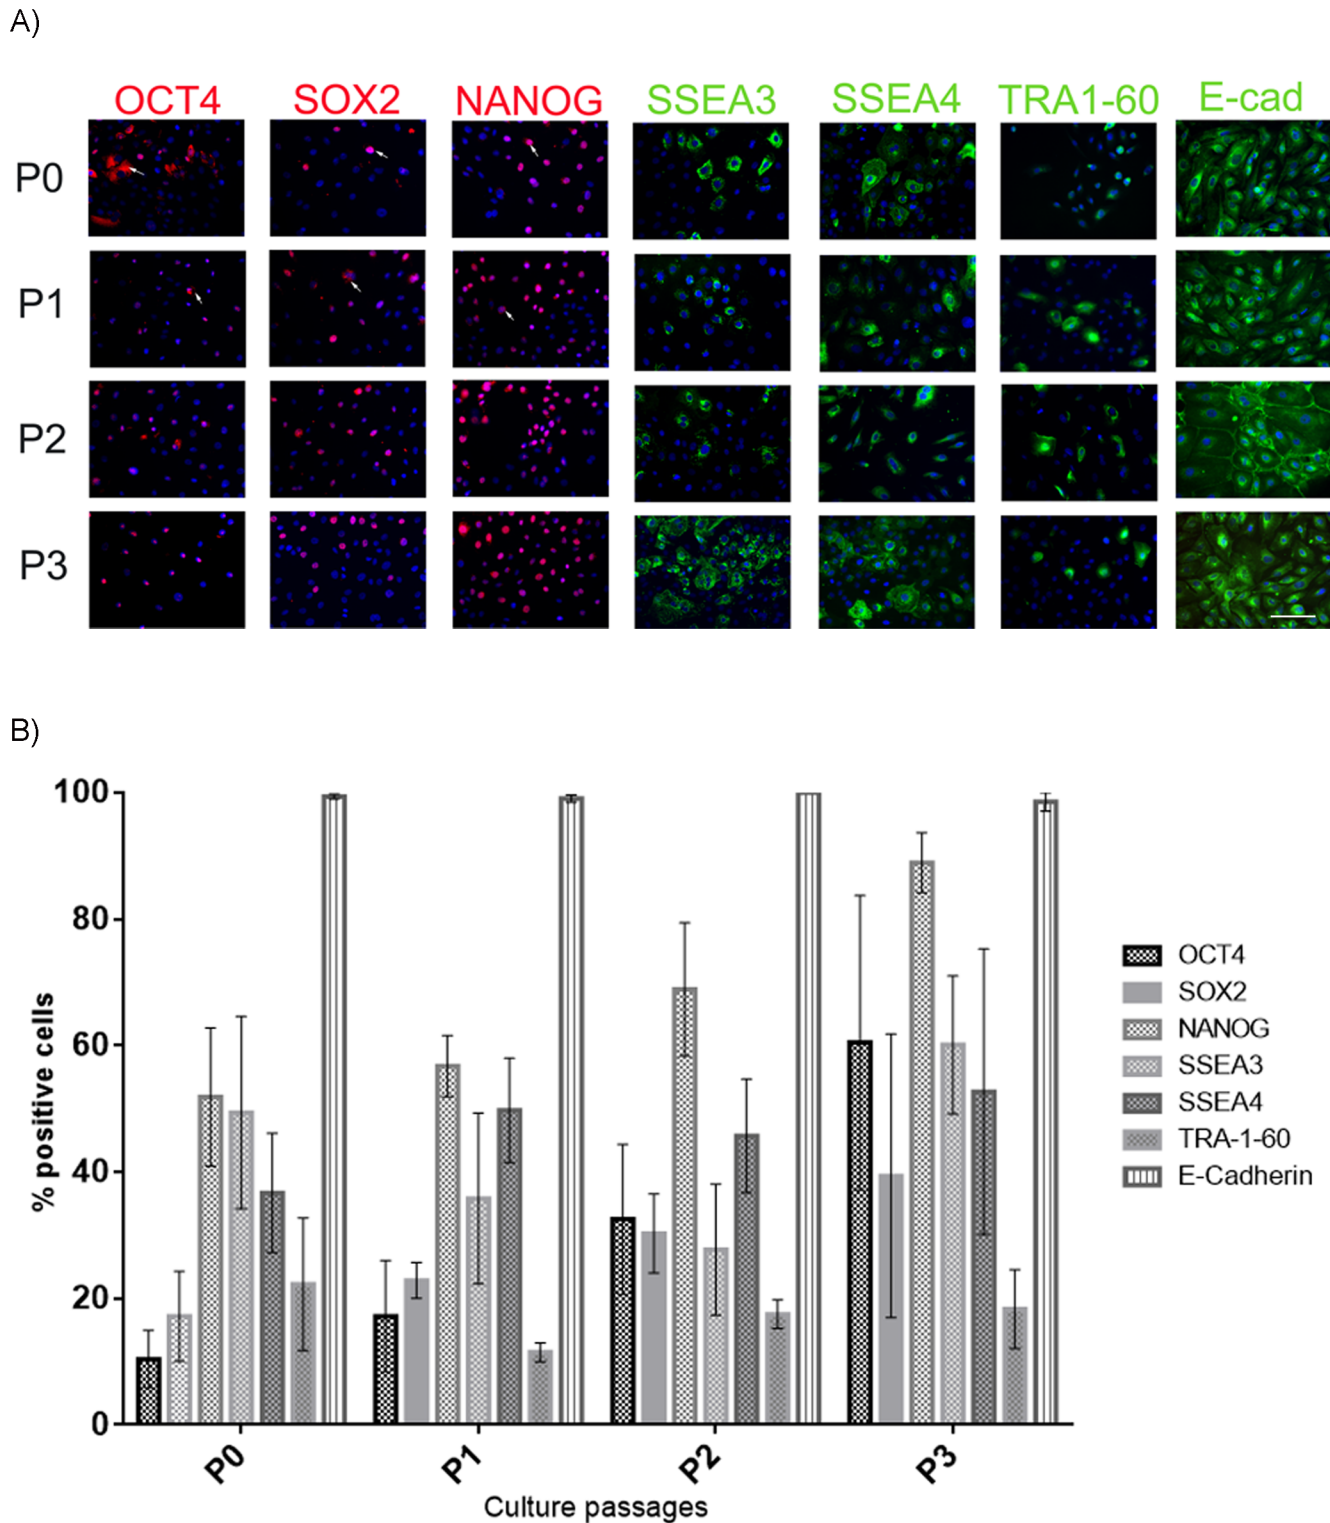 A)
OCT4 SOX2 NANOG SSEA3 SSEA4 TRA1-60 E-cad
P0
P1
P2
P3
B)
100
80
60
40
20
0
% positive cells
P0 P1 P2 P3
Culture passages
OCT4
SOX2
NANOG
SSEA3
SSEA4
TRA-1-60
E-Cadherin